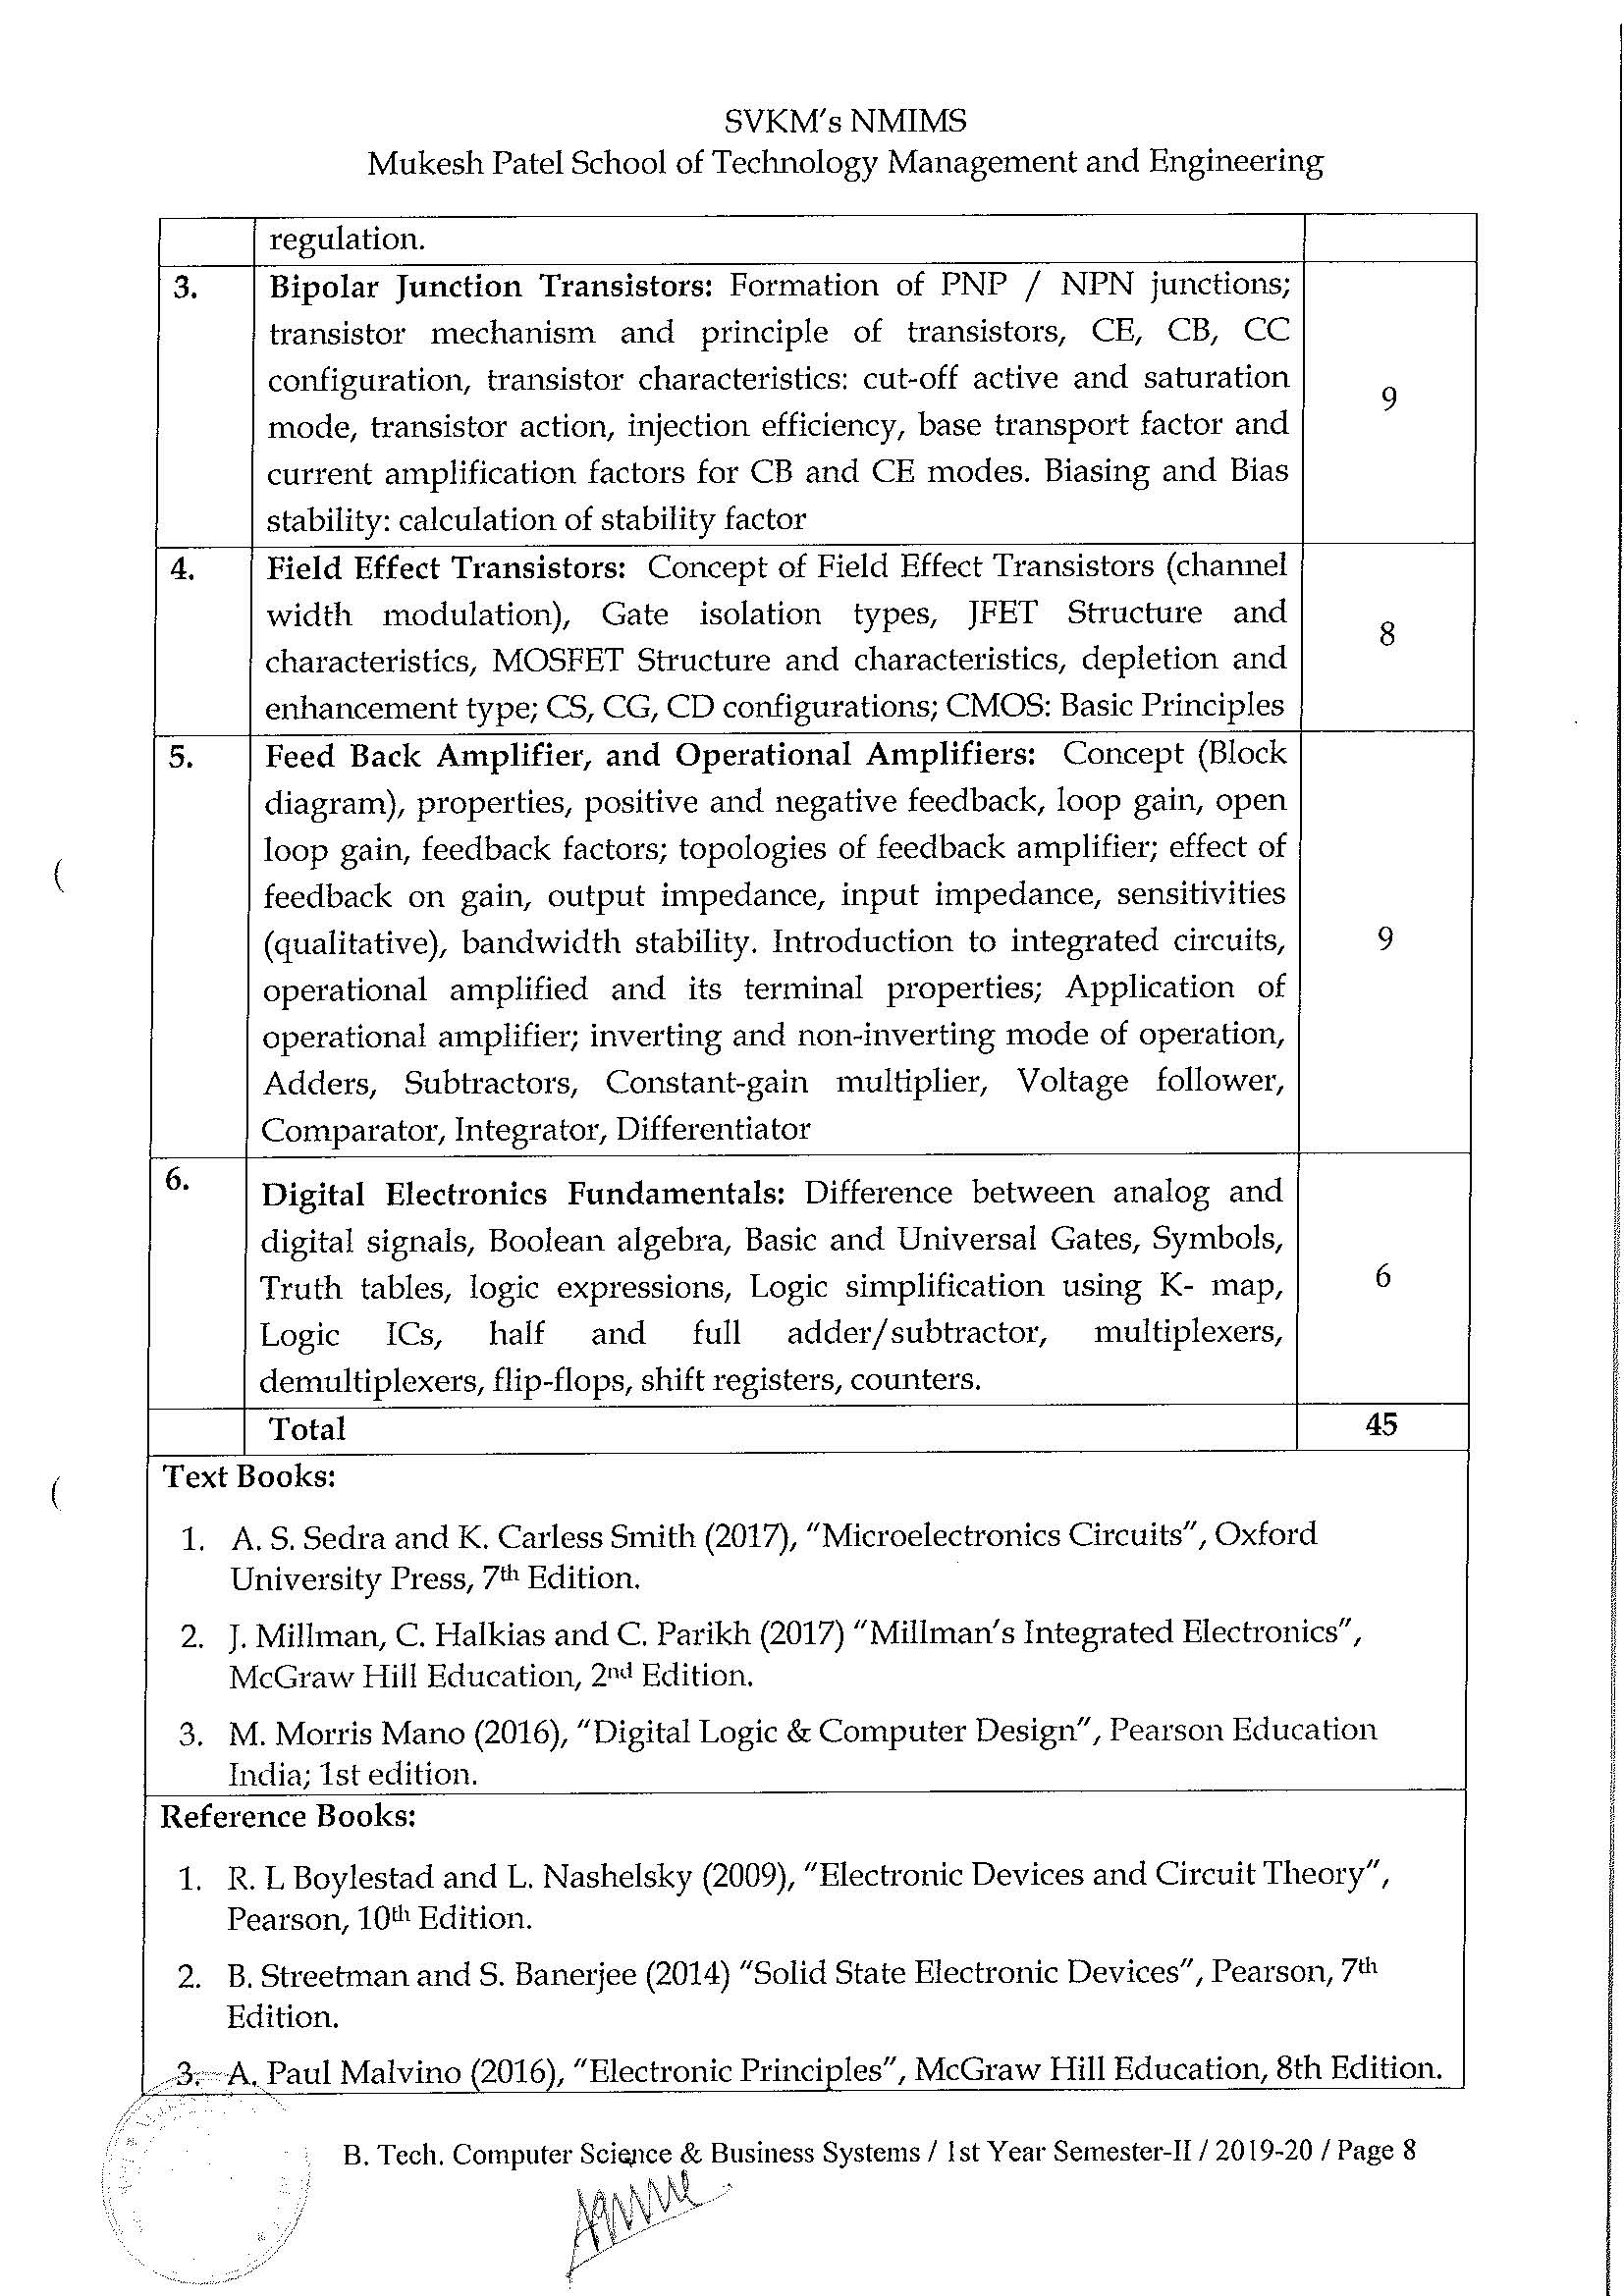 SVKM's NMIMS
Mukesh Patel School of Technology Management and Engineering
regulation.
3. Bipolar Junction Transistors: Formation of PNP / NPN junctions;
transistor mechanism and principle of transistors, CE, CB, CC
configuration, transistor characteristics: cut-off active and saturation
mode, transistor action, injection efficiency, base transport factor and
current amplification factors for CB and CE modes. Biasing and Bias
stability: calculation of stability factor
9
4. Field Effect Transistors: Concept of Field Effect Transistors (channel
width modulation), Gate isolation types, JFET Structure and
characteristics, MOSFET Structure and characteristics, depletion and
enhancement type; CS, CG, CD configurations; CMOS: Basic Principles
8
5. Feed Back Amplifier, and Operational Amplifiers: Concept (Block
diagram), properties, positive and negative feedback, loop gain, open
loop gain, feedback factors; topologies of feedback amplifier; effect of
feedback on gain, output impedance, input impedance, sensitivities
(qualitative), bandwidth stability. Introduction to integrated circuits,
operational amplified and its terminal properties; Application of
operational amplifier; inverting and non-inverting mode of operation,
Adders, Subtractors, Constant-gain multiplier, Voltage follower,
Comparator, Integrator, Differentiator
9
6. Digital Electronics Fundamentals: Difference between analog and
digital signals, Boolean algebra, Basic and Universal Gates, Symbols,
Truth tables, logic expressions, Logic simplification using K- map,
Logic ICs, half and full adder/subtractor, multiplexers,
demultiplexers, flip-flops, shift registers, counters.
6
Total 45
Text Books:
1. A. S. Sedra and K. Carless Smith (2017), "Microelectronics Circuits", Oxford
University Press, 7th Edition.
2. J. Millman, C. Halkias and C. Parikh (2017) "Millman's Integrated Electronics",
McGraw Hill Education, 2nd Edition.
3. M. Morris Mano (2016), "Digital Logic & Computer Design", Pearson Education
India; 1st edition.
Reference Books:
1. R. L Boylestad and L. Nashelsky (2009), "Electronic Devices and Circuit Theory",
Pearson, 10th Edition.
2. B. Streetman and S. Banerjee (2014) "Solid State Electronic Devices", Pearson, 7th
Edition.
3. A. Paul Malvino (2016), "Electronic Principles", McGraw Hill Education, 8th Edition.
B. Tech. Computer Science & Business Systems / 1st Year Semester-II / 2019-20 / Page 8